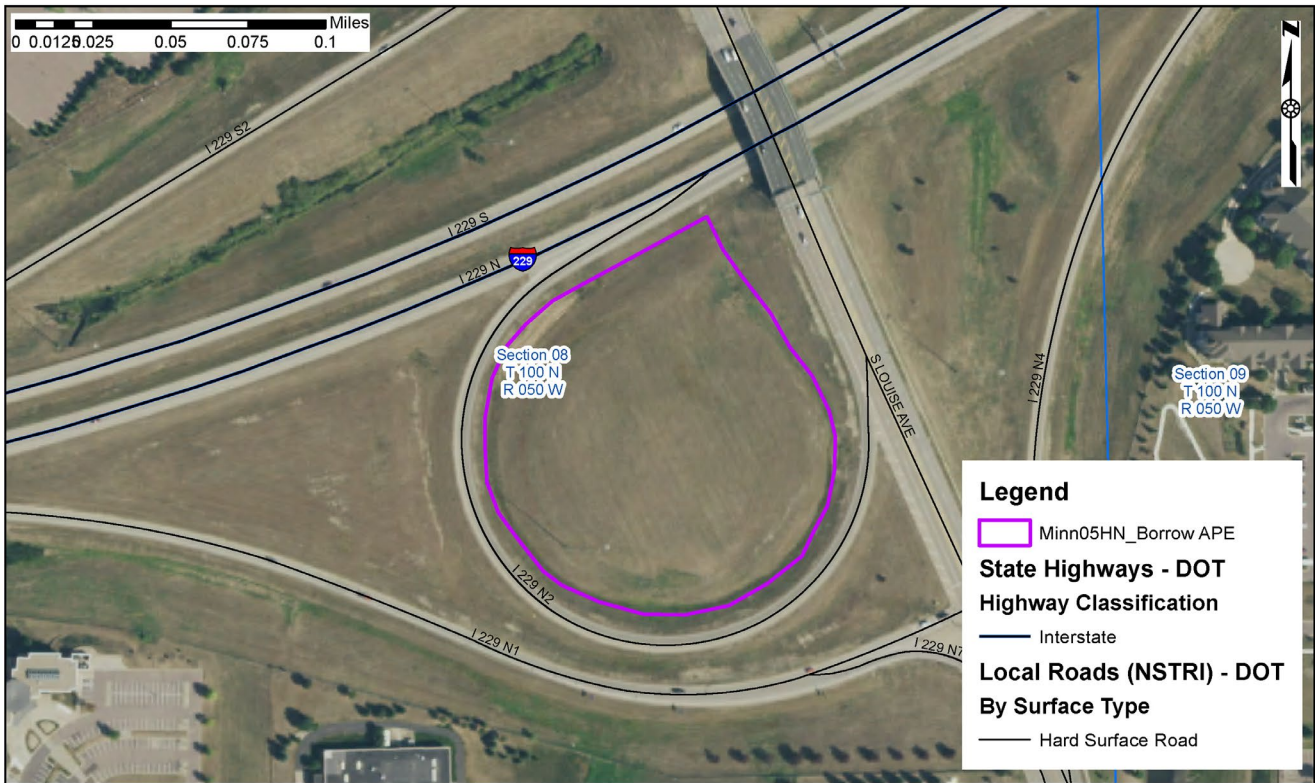 Miles
0 0.0125 0.025 0.05 0.075 0.1
N
I 229 S2
I 229 S
I 229 N
229
Section 08
T 100 N
R 050 W
S LOUISE AVE
I 229 N4
Section 09
T 100 N
R 050 W
I 229 N2
I 229 N1
Legend
Minn05HN_Borrow APE
State Highways - DOT
Highway Classification
Interstate
Local Roads (NSTRI) - DOT
By Surface Type
Hard Surface Road